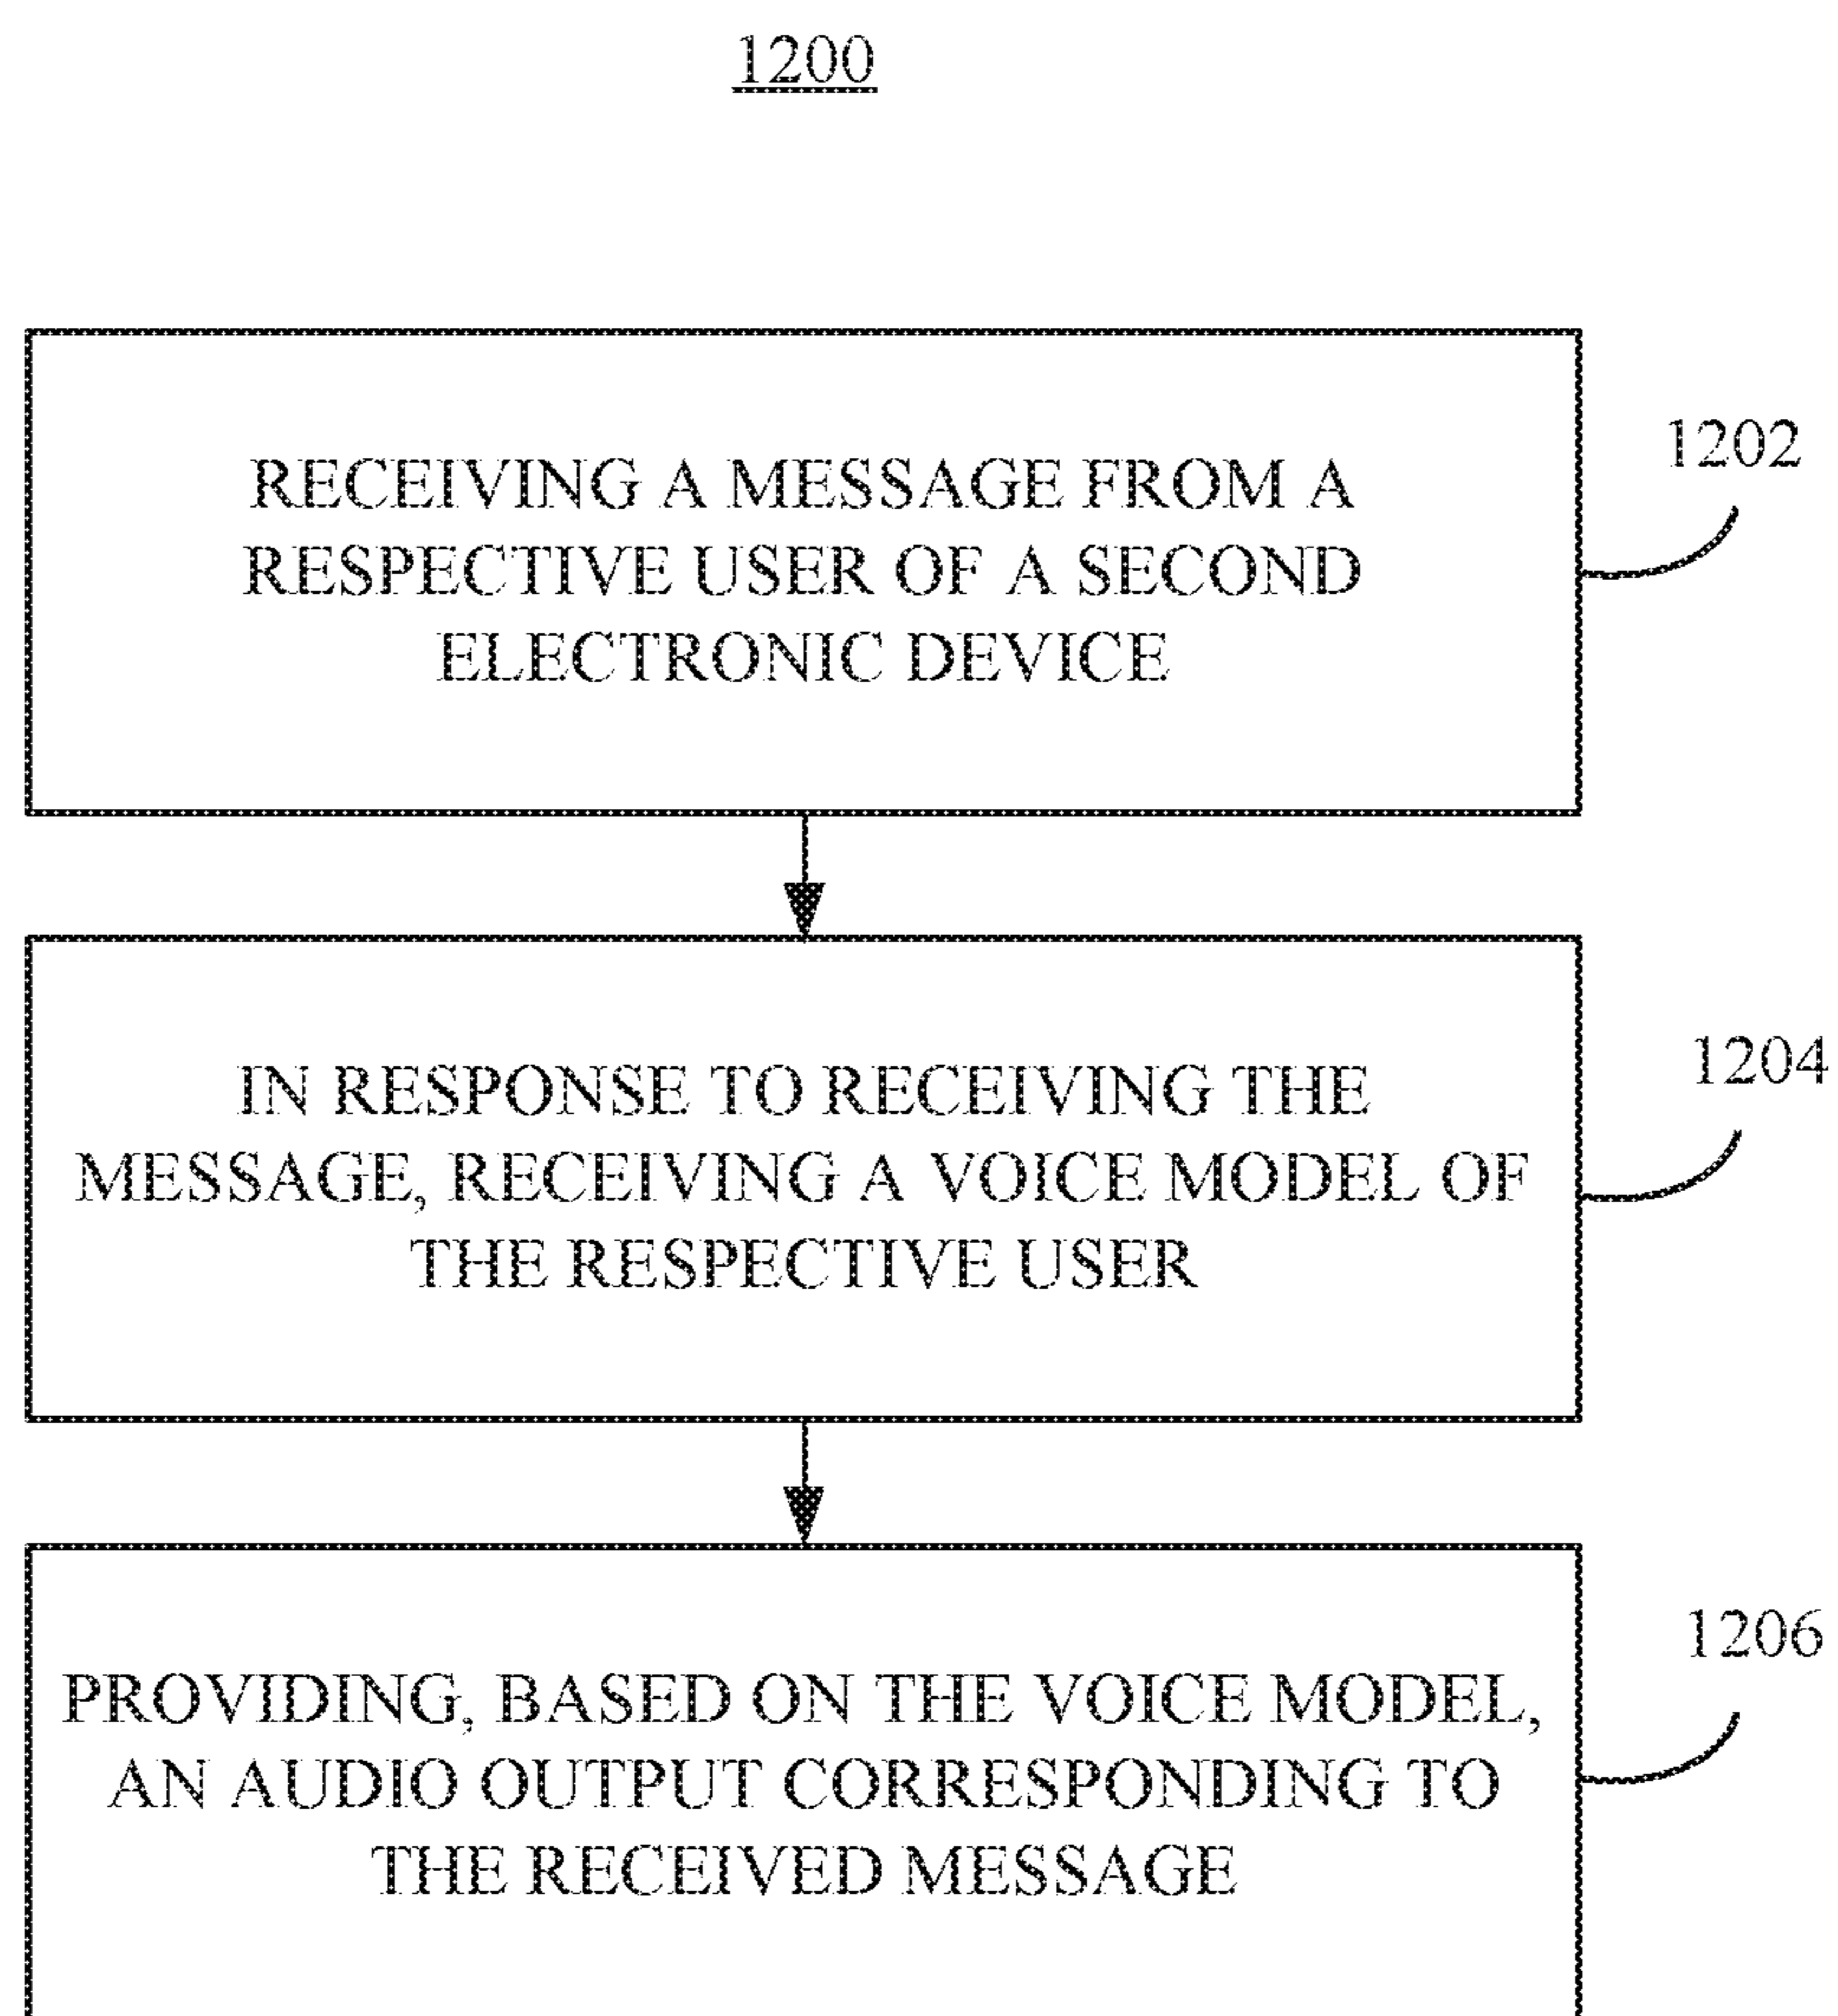 1200
RECEIVING A MESSAGE FROM A
RESPECTIVE USER OF A SECOND
ELECTRONIC DEVICE
1202
IN RESPONSE TO RECEIVING THE
MESSAGE, RECEIVING A VOICE MODEL OF
THE RESPECTIVE USER
1204
PROVIDING, BASED ON THE VOICE MODEL,
AN AUDIO OUTPUT CORRESPONDING TO
THE RECEIVED MESSAGE
1206